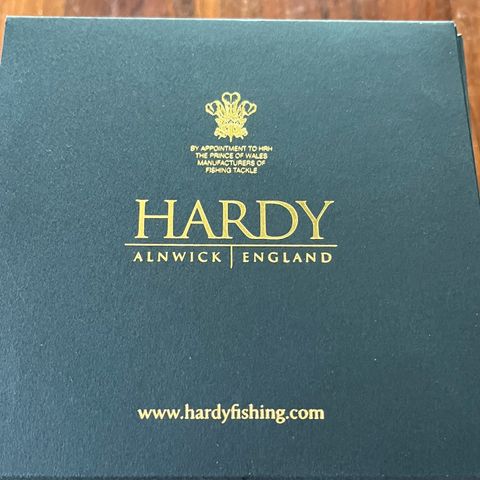 BY APPOINTMENT TO HRH
THE PRINCE OF WALES
MANUFACTURERS OF
FISHING TACKLE
HARDY
ALNWICK | ENGLAND
www.hardyfishing.com